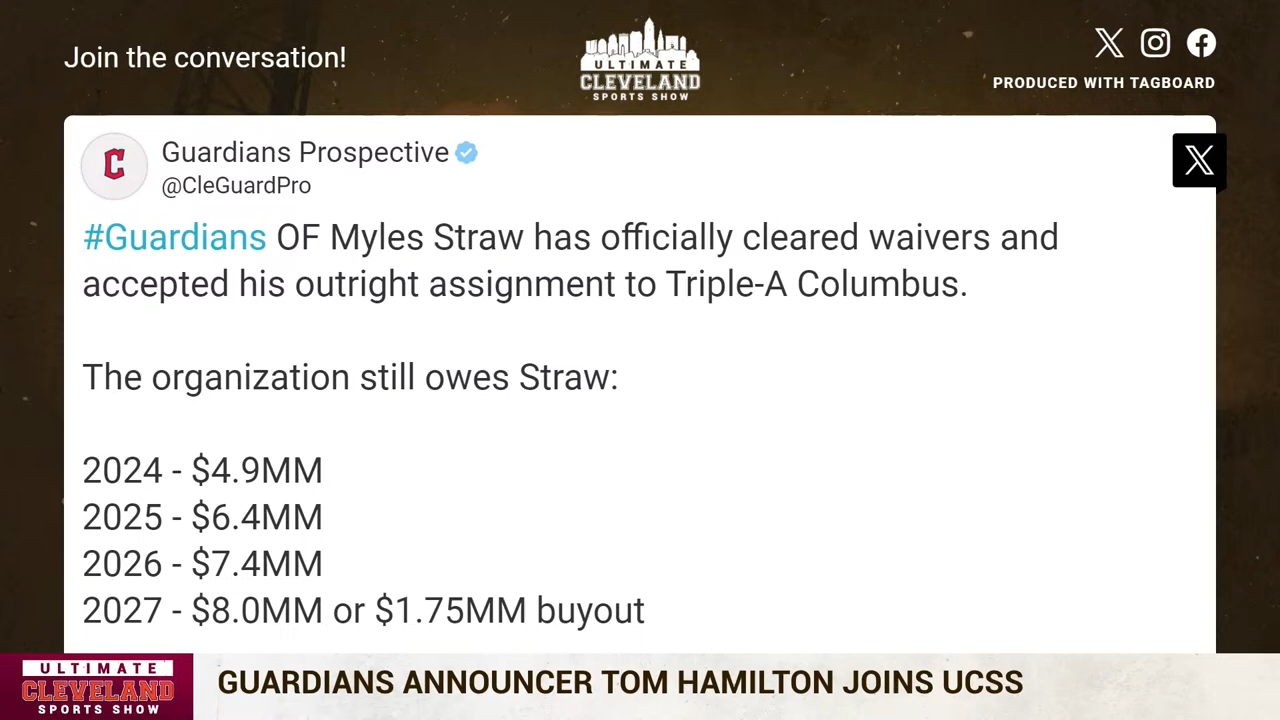 Join the conversation!
ULTIMATE
CLEVELAND
SPORTS SHOW
PRODUCED WITH TAGBOARD
Guardians Prospective
@CleGuardPro
#Guardians OF Myles Straw has officially cleared waivers and
accepted his outright assignment to Triple-A Columbus.
The organization still owes Straw:
2024 - $4.9MM
2025 - $6.4MM
2026 - $7.4MM
2027 - $8.0MM or $1.75MM buyout
ULTIMATE
CLEVELAND
SPORTS SHOW
GUARDIANS ANNOUNCER TOM HAMILTON JOINS UCSS